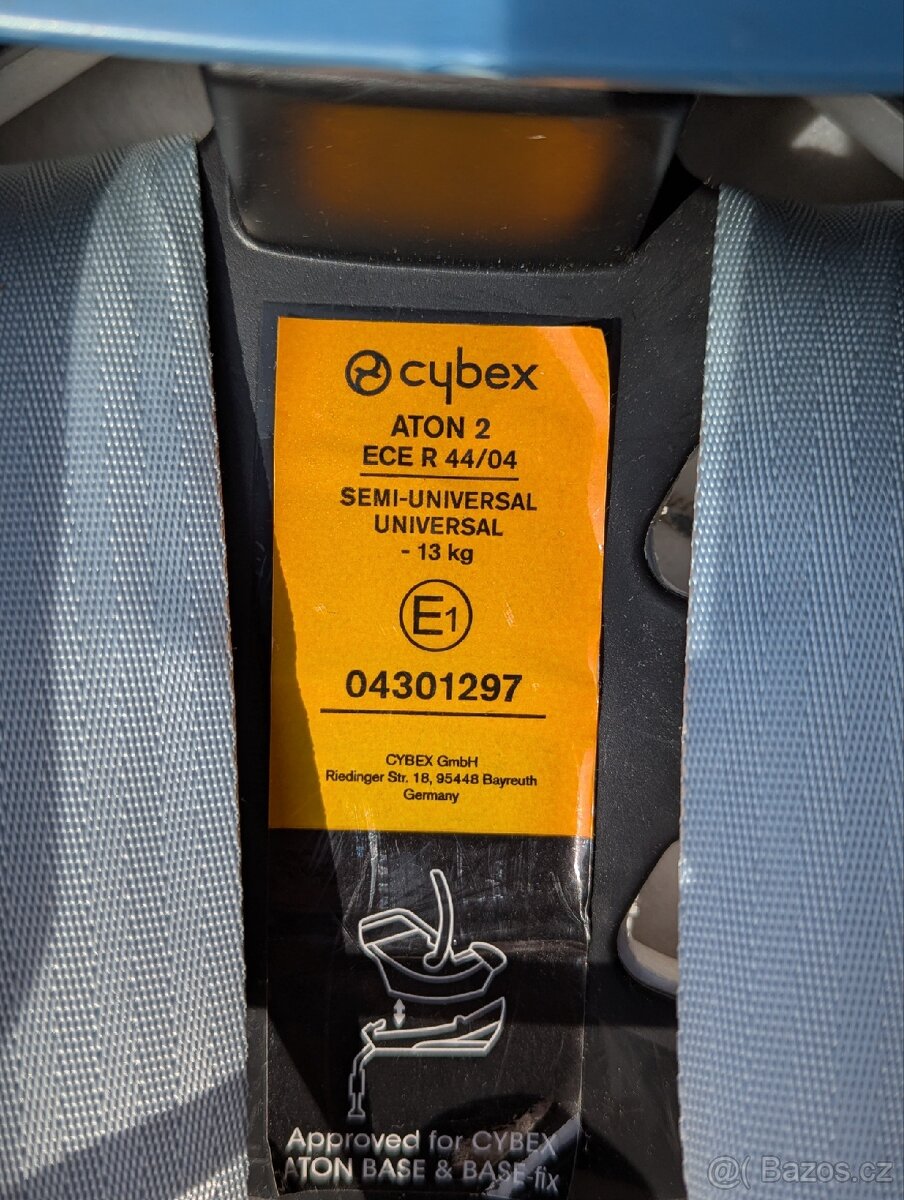 cybex
ATON 2
ECE R 44/04
SEMI-UNIVERSAL
UNIVERSAL
- 13 kg
E1
04301297
CYBEX GmbH
Riedinger Str. 18, 95448 Bayreuth
Germany
Approved for CYBEX
ATON BASE & BASE-fix
@( Bazos.cz